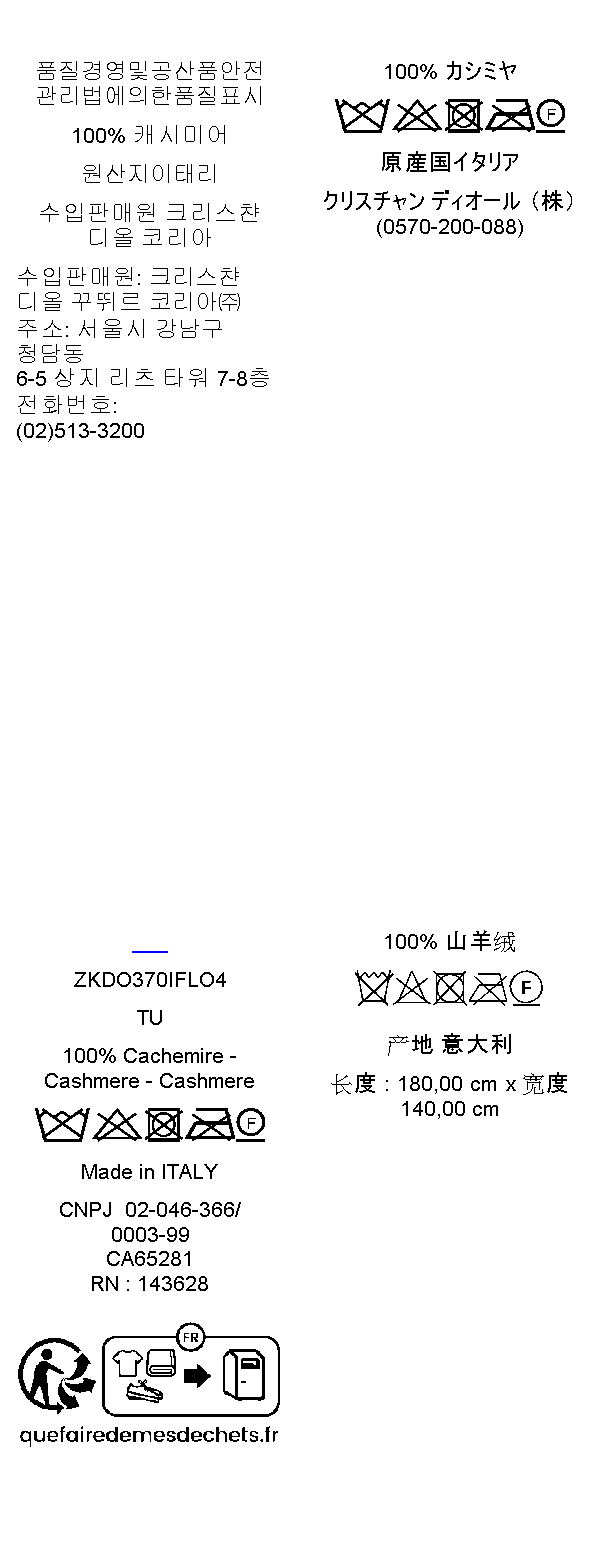 품질경영및공산품안전
관리법에의한품질표시
100% 캐시미어
원산지이태리
수입판매원 크리스챤
디올 코리아
수입판매원: 크리스챤
디올 꾸뛰르 코리아㈜
주소: 서울시 강남구
청담동
6-5 상지 리츠 타워 7-8층
전화번호:
(02)513-3200
100% カシミヤ
F
原産国イタリア
クリスチャン ディオール（株）
(0570-200-088)
ZKDO370IFLO4
TU
100% Cachemire -
Cashmere - Cashmere
F
Made in ITALY
CNPJ 02-046-366/
0003-99
CA65281
RN : 143628
FR
quefairedemesdechets.fr
100% 山羊绒
F
产地 意大利
长度 : 180,00 cm x 宽度
140,00 cm